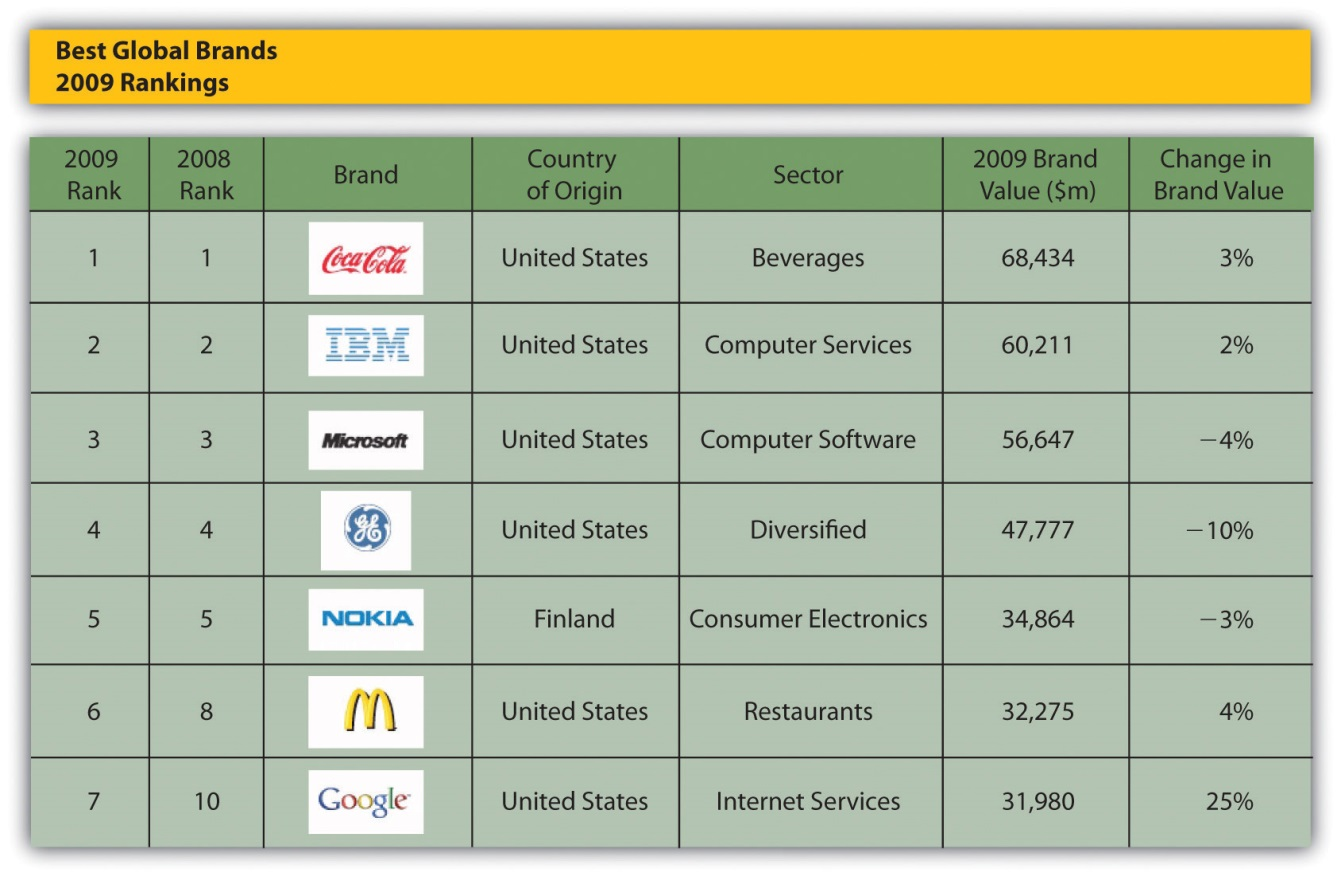 Best Global Brands
2009 Rankings
2009 Rank 2008 Rank Brand Country of Origin Sector 2009 Brand Value ($m) Change in Brand Value
1 1 Coca-Cola United States Beverages 68,434 3%
2 2 IBM United States Computer Services 60,211 2%
3 3 Microsoft United States Computer Software 56,647 −4%
4 4 GE United States Diversified 47,777 −10%
5 5 NOKIA Finland Consumer Electronics 34,864 −3%
6 8 M United States Restaurants 32,275 4%
7 10 Google United States Internet Services 31,980 25%